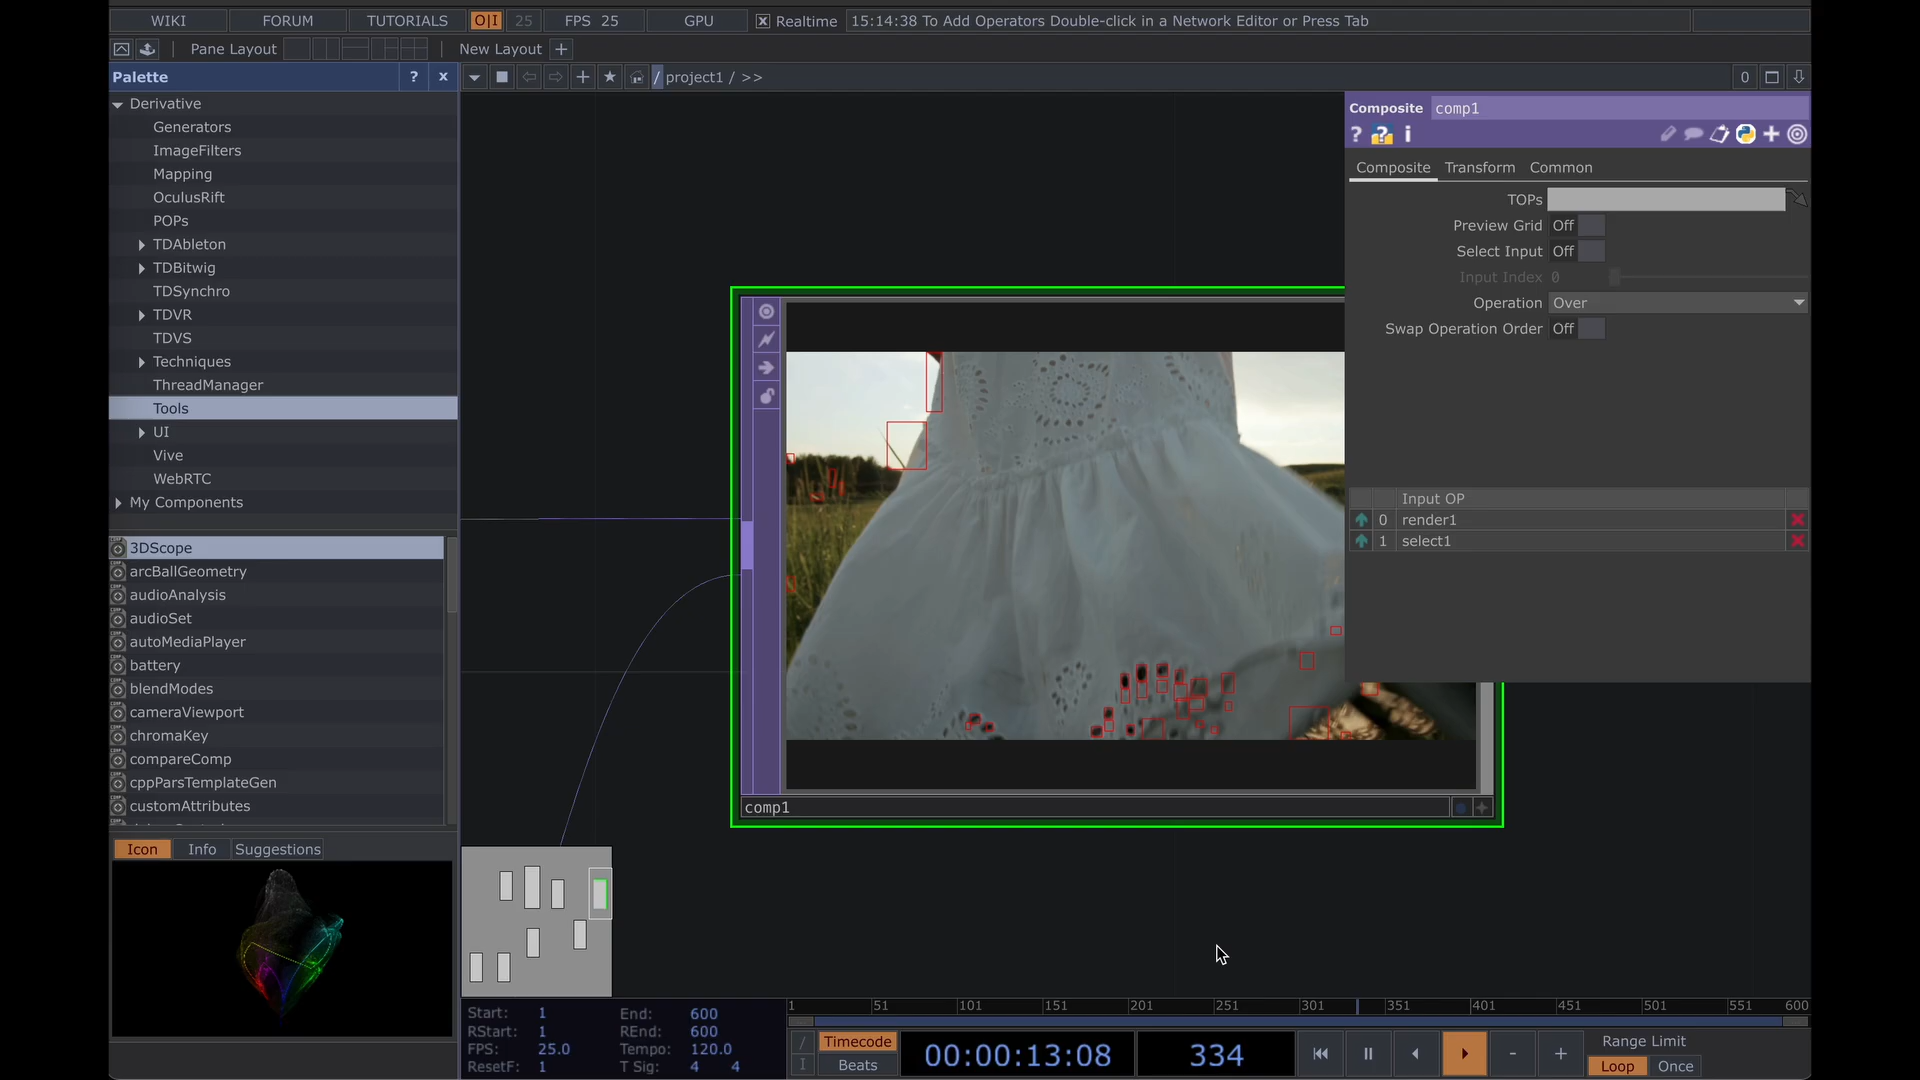 WIKI FORUM TUTORIALS O|I 25 FPS 25 GPU Realtime 15:14:38 To Add Operators Double-click in a Network Editor or Press Tab
Pane Layout New Layout +
Palette ? x / project1 / >> 0
Derivative
Generators
ImageFilters
Mapping
OculusRift
POPs
TDAbleton
TDBitwig
TDSynchro
TDVR
TDVS
Techniques
ThreadManager
Tools
UI
Vive
WebRTC
My Components
3DScope
arcBallGeometry
audioAnalysis
audioSet
autoMediaPlayer
battery
blendModes
cameraViewport
chromaKey
compareComp
cppParsTemplateGen
customAttributes
Icon Info Suggestions
comp1
Composite comp1
? ? i
Composite Transform Common
TOPs
Preview Grid Off
Select Input Off
Input Index 0
Operation Over
Swap Operation Order Off
Input OP
0 render1
1 select1
Start: 1 End: 600
RStart: 1 REnd: 600
FPS: 25.0 Tempo: 120.0
ResetF: 1 T Sig: 4 4
1 51 101 151 201 251 301 351 401 451 501 551 600
Timecode
Beats
00:00:13:08 334
- +
Range Limit
Loop Once